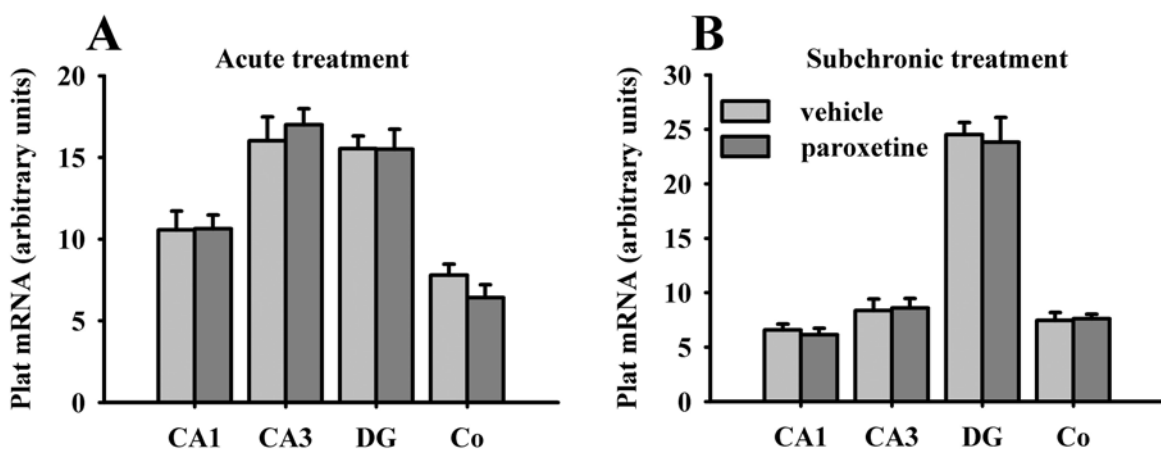 A
Acute treatment
Plat mRNA (arbitrary units)
20
15
10
5
0
CA1 CA3 DG Co
B
Subchronic treatment
Plat mRNA (arbitrary units)
30
25
20
15
10
5
0
vehicle
paroxetine
CA1 CA3 DG Co